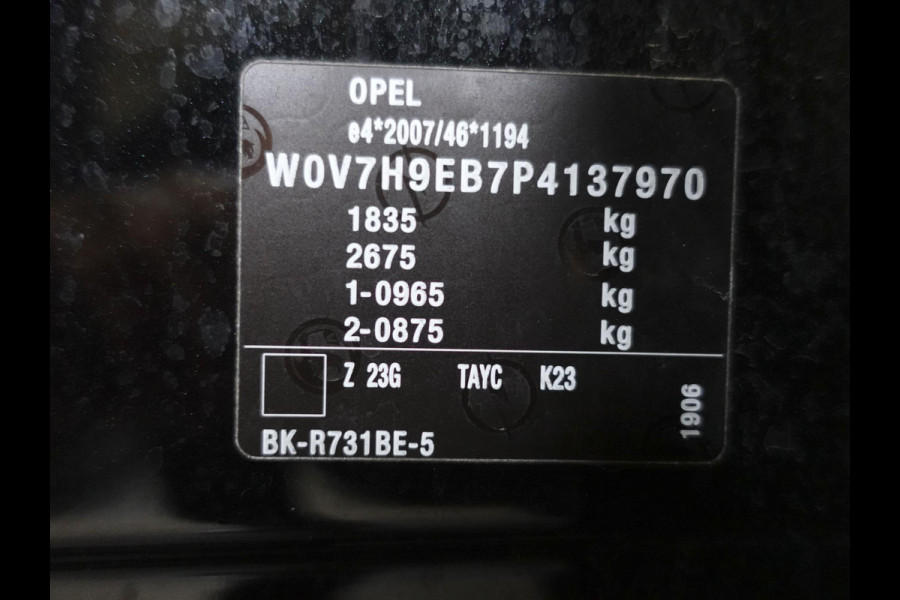 OPEL
e4*2007/46*1194
W0V7H9EB7P4137970
1835 kg
2675 kg
1-0965 kg
2-0875 kg
Z 23G TAYC K23
1906
BK-R731BE-5